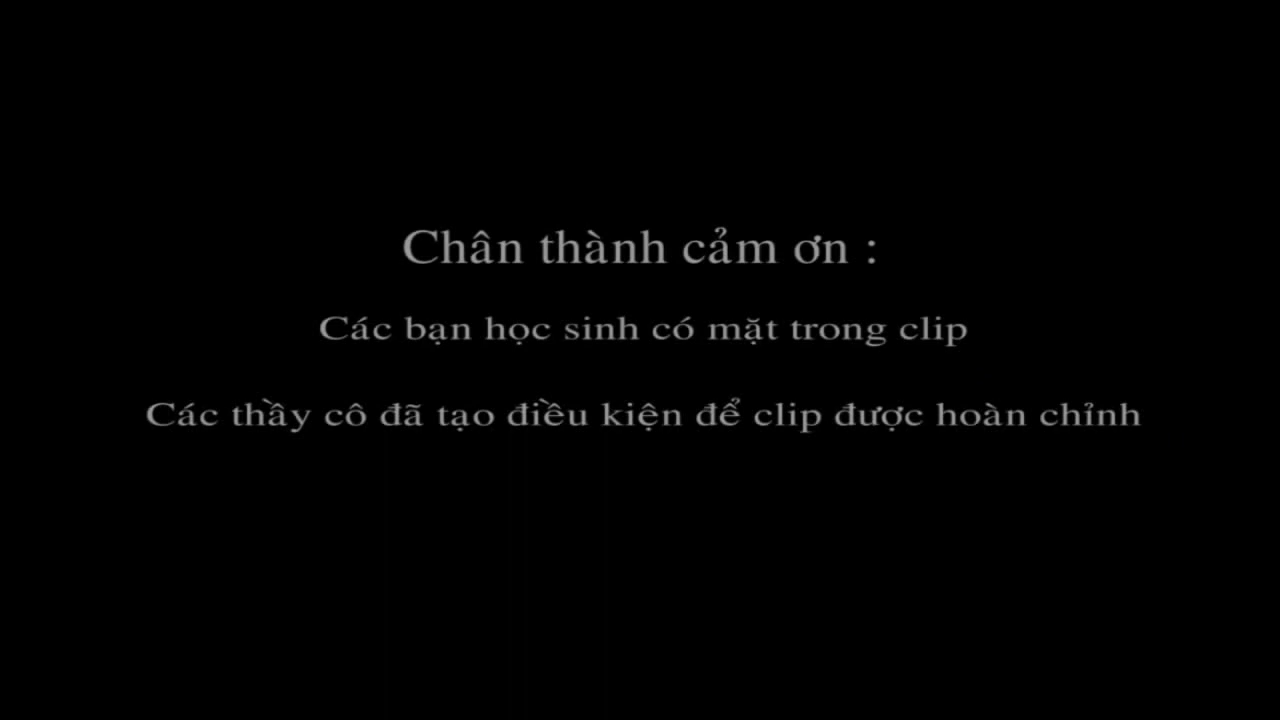 Chân thành cảm ơn :
Các bạn học sinh có mặt trong clip
Các thầy cô đã tạo điều kiện để clip được hoàn chỉnh